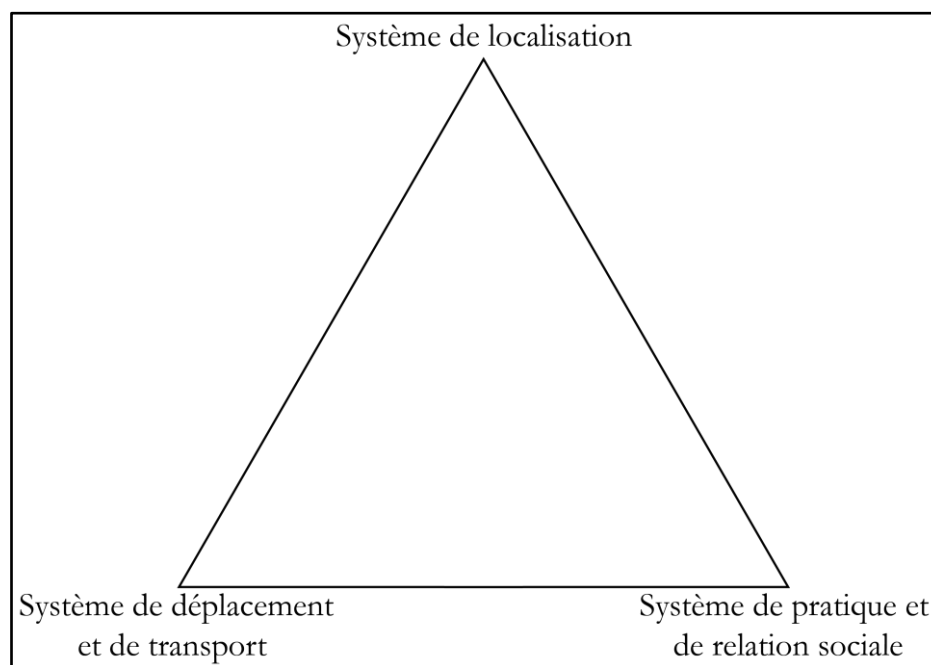 Système de localisation
Système de déplacement
et de transport
Système de pratique et
de relation sociale